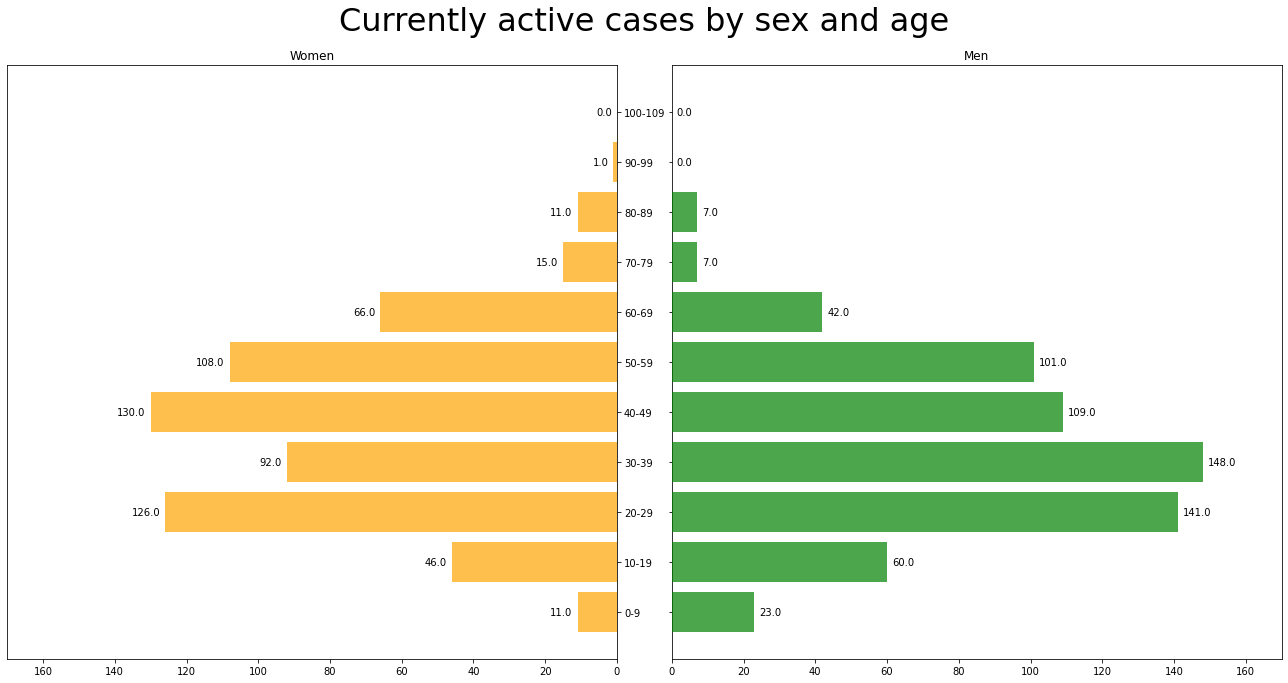 Currently active cases by sex and age
Women Men
0.0 100-109 0.0
1.0 90-99 0.0
11.0 80-89 7.0
15.0 70-79 7.0
66.0 60-69 42.0
108.0 50-59 101.0
130.0 40-49 109.0
92.0 30-39 148.0
126.0 20-29 141.0
46.0 10-19 60.0
11.0 0-9 23.0
160 140 120 100 80 60 40 20 0 0 20 40 60 80 100 120 140 160